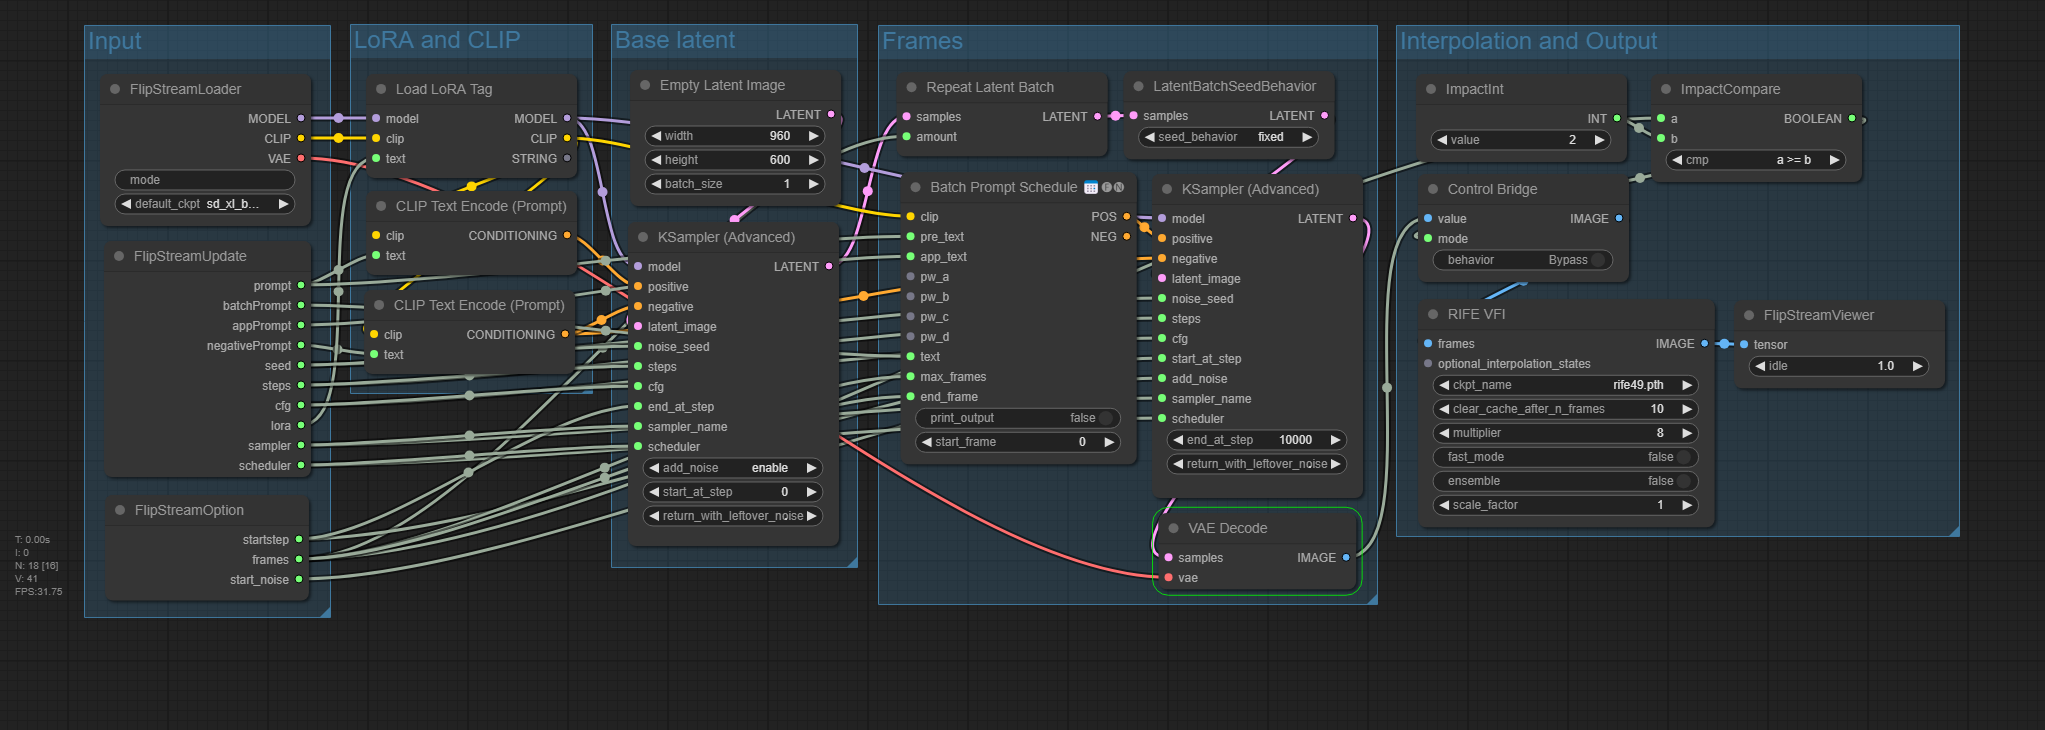 Input
FlipStreamLoader
MODEL
CLIP
VAE
mode
default_ckpt sd_xl_b...
FlipStreamUpdate
prompt
batchPrompt
appPrompt
negativePrompt
seed
steps
cfg
lora
sampler
scheduler
FlipStreamOption
startstep
frames
start_noise
T: 0.00s
I: 0
N: 18 [16]
V: 41
FPS:31.75
LoRA and CLIP
Load LoRA Tag
model MODEL
clip CLIP
text STRING
CLIP Text Encode (Prompt)
clip CONDITIONING
text
CLIP Text Encode (Prompt)
clip CONDITIONING
text
Base latent
Empty Latent Image
LATENT
width 960
height 600
batch_size 1
KSampler (Advanced)
model LATENT
positive
negative
latent_image
noise_seed
steps
cfg
end_at_step
sampler_name
scheduler
add_noise enable
start_at_step 0
return_with_leftover_noise
Frames
Repeat Latent Batch
samples LATENT
amount
LatentBatchSeedBehavior
samples LATENT
seed_behavior fixed
Batch Prompt Schedule 📅🅕🅝
clip POS
pre_text NEG
app_text
pw_a
pw_b
pw_c
pw_d
text
max_frames
end_frame
print_output false
start_frame 0
KSampler (Advanced)
model LATENT
positive
negative
latent_image
noise_seed
steps
cfg
start_at_step
add_noise
sampler_name
scheduler
end_at_step 10000
return_with_leftover_noise
VAE Decode
samples IMAGE
vae
Interpolation and Output
ImpactInt
INT
value 2
ImpactCompare
a BOOLEAN
b
cmp a >= b
Control Bridge
value IMAGE
mode
behavior Bypass
RIFE VFI
frames IMAGE
optional_interpolation_states
ckpt_name rife49.pth
clear_cache_after_n_frames 10
multiplier 8
fast_mode false
ensemble false
scale_factor 1
FlipStreamViewer
tensor
idle 1.0